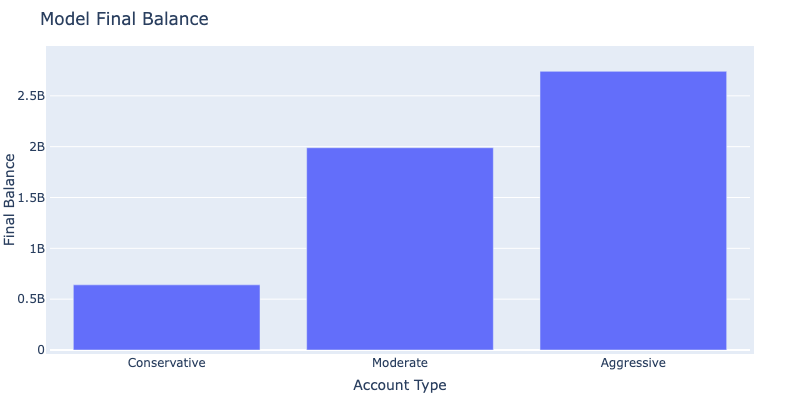 Model Final Balance
Final Balance
2.5B
2B
1.5B
1B
0.5B
0
Conservative
Moderate
Aggressive
Account Type